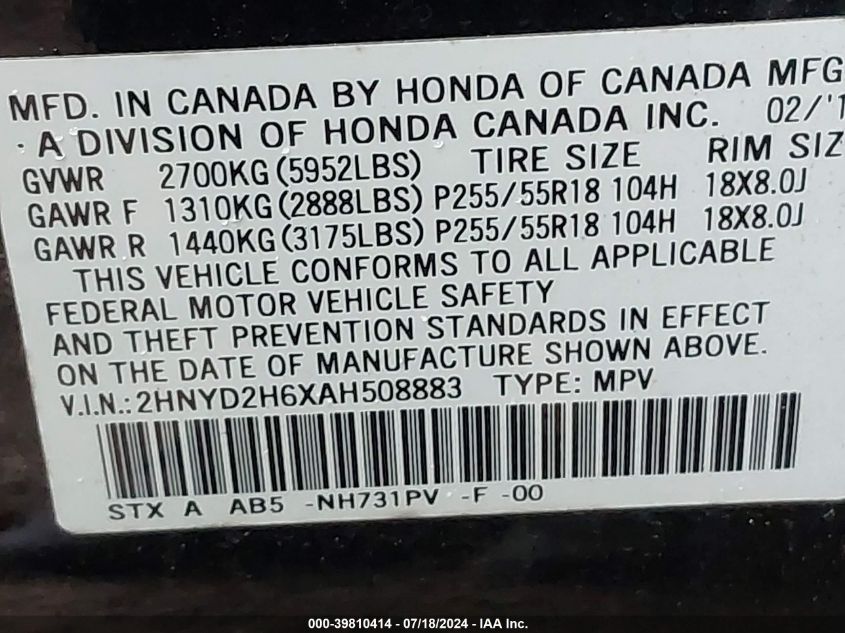 MFD. IN CANADA BY HONDA OF CANADA MFG
· A DIVISION OF HONDA CANADA INC. 02/'1
GVWR 2700KG (5952LBS) TIRE SIZE RIM SIZ
GAWR F 1310KG (2888LBS) P255/55R18 104H 18X8.0J
GAWR R 1440KG (3175LBS) P255/55R18 104H 18X8.0J
THIS VEHICLE CONFORMS TO ALL APPLICABLE
FEDERAL MOTOR VEHICLE SAFETY
AND THEFT PREVENTION STANDARDS IN EFFECT
ON THE DATE OF MANUFACTURE SHOWN ABOVE.
V.I.N.: 2HNYD2H6XAH508883 TYPE: MPV
STX A AB5 -NH731PV -F -00
000-39810414 - 07/18/2024 - IAA Inc.